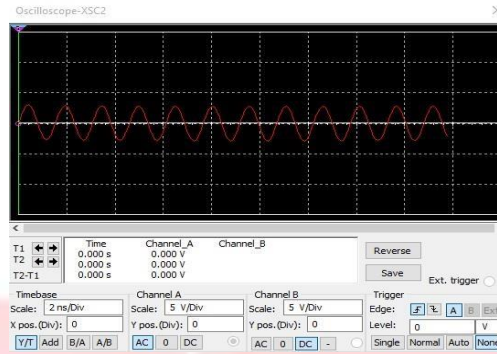 Oscilloscope-XSC2
Time Channel_A Channel_B
T1 0.000 s 0.000 V
T2 0.000 s 0.000 V
T2-T1 0.000 s 0.000 V
Reverse
Save
Ext. trigger
Timebase
Scale: 2 ns/Div
X pos.(Div): 0
Y/T Add B/A A/B
Channel A
Scale: 5 V/Div
Y pos.(Div): 0
AC 0 DC
Channel B
Scale: 5 V/Div
Y pos.(Div): 0
AC 0 DC -
Trigger
Edge: A B Ext
Level: 0 V
Single Normal Auto